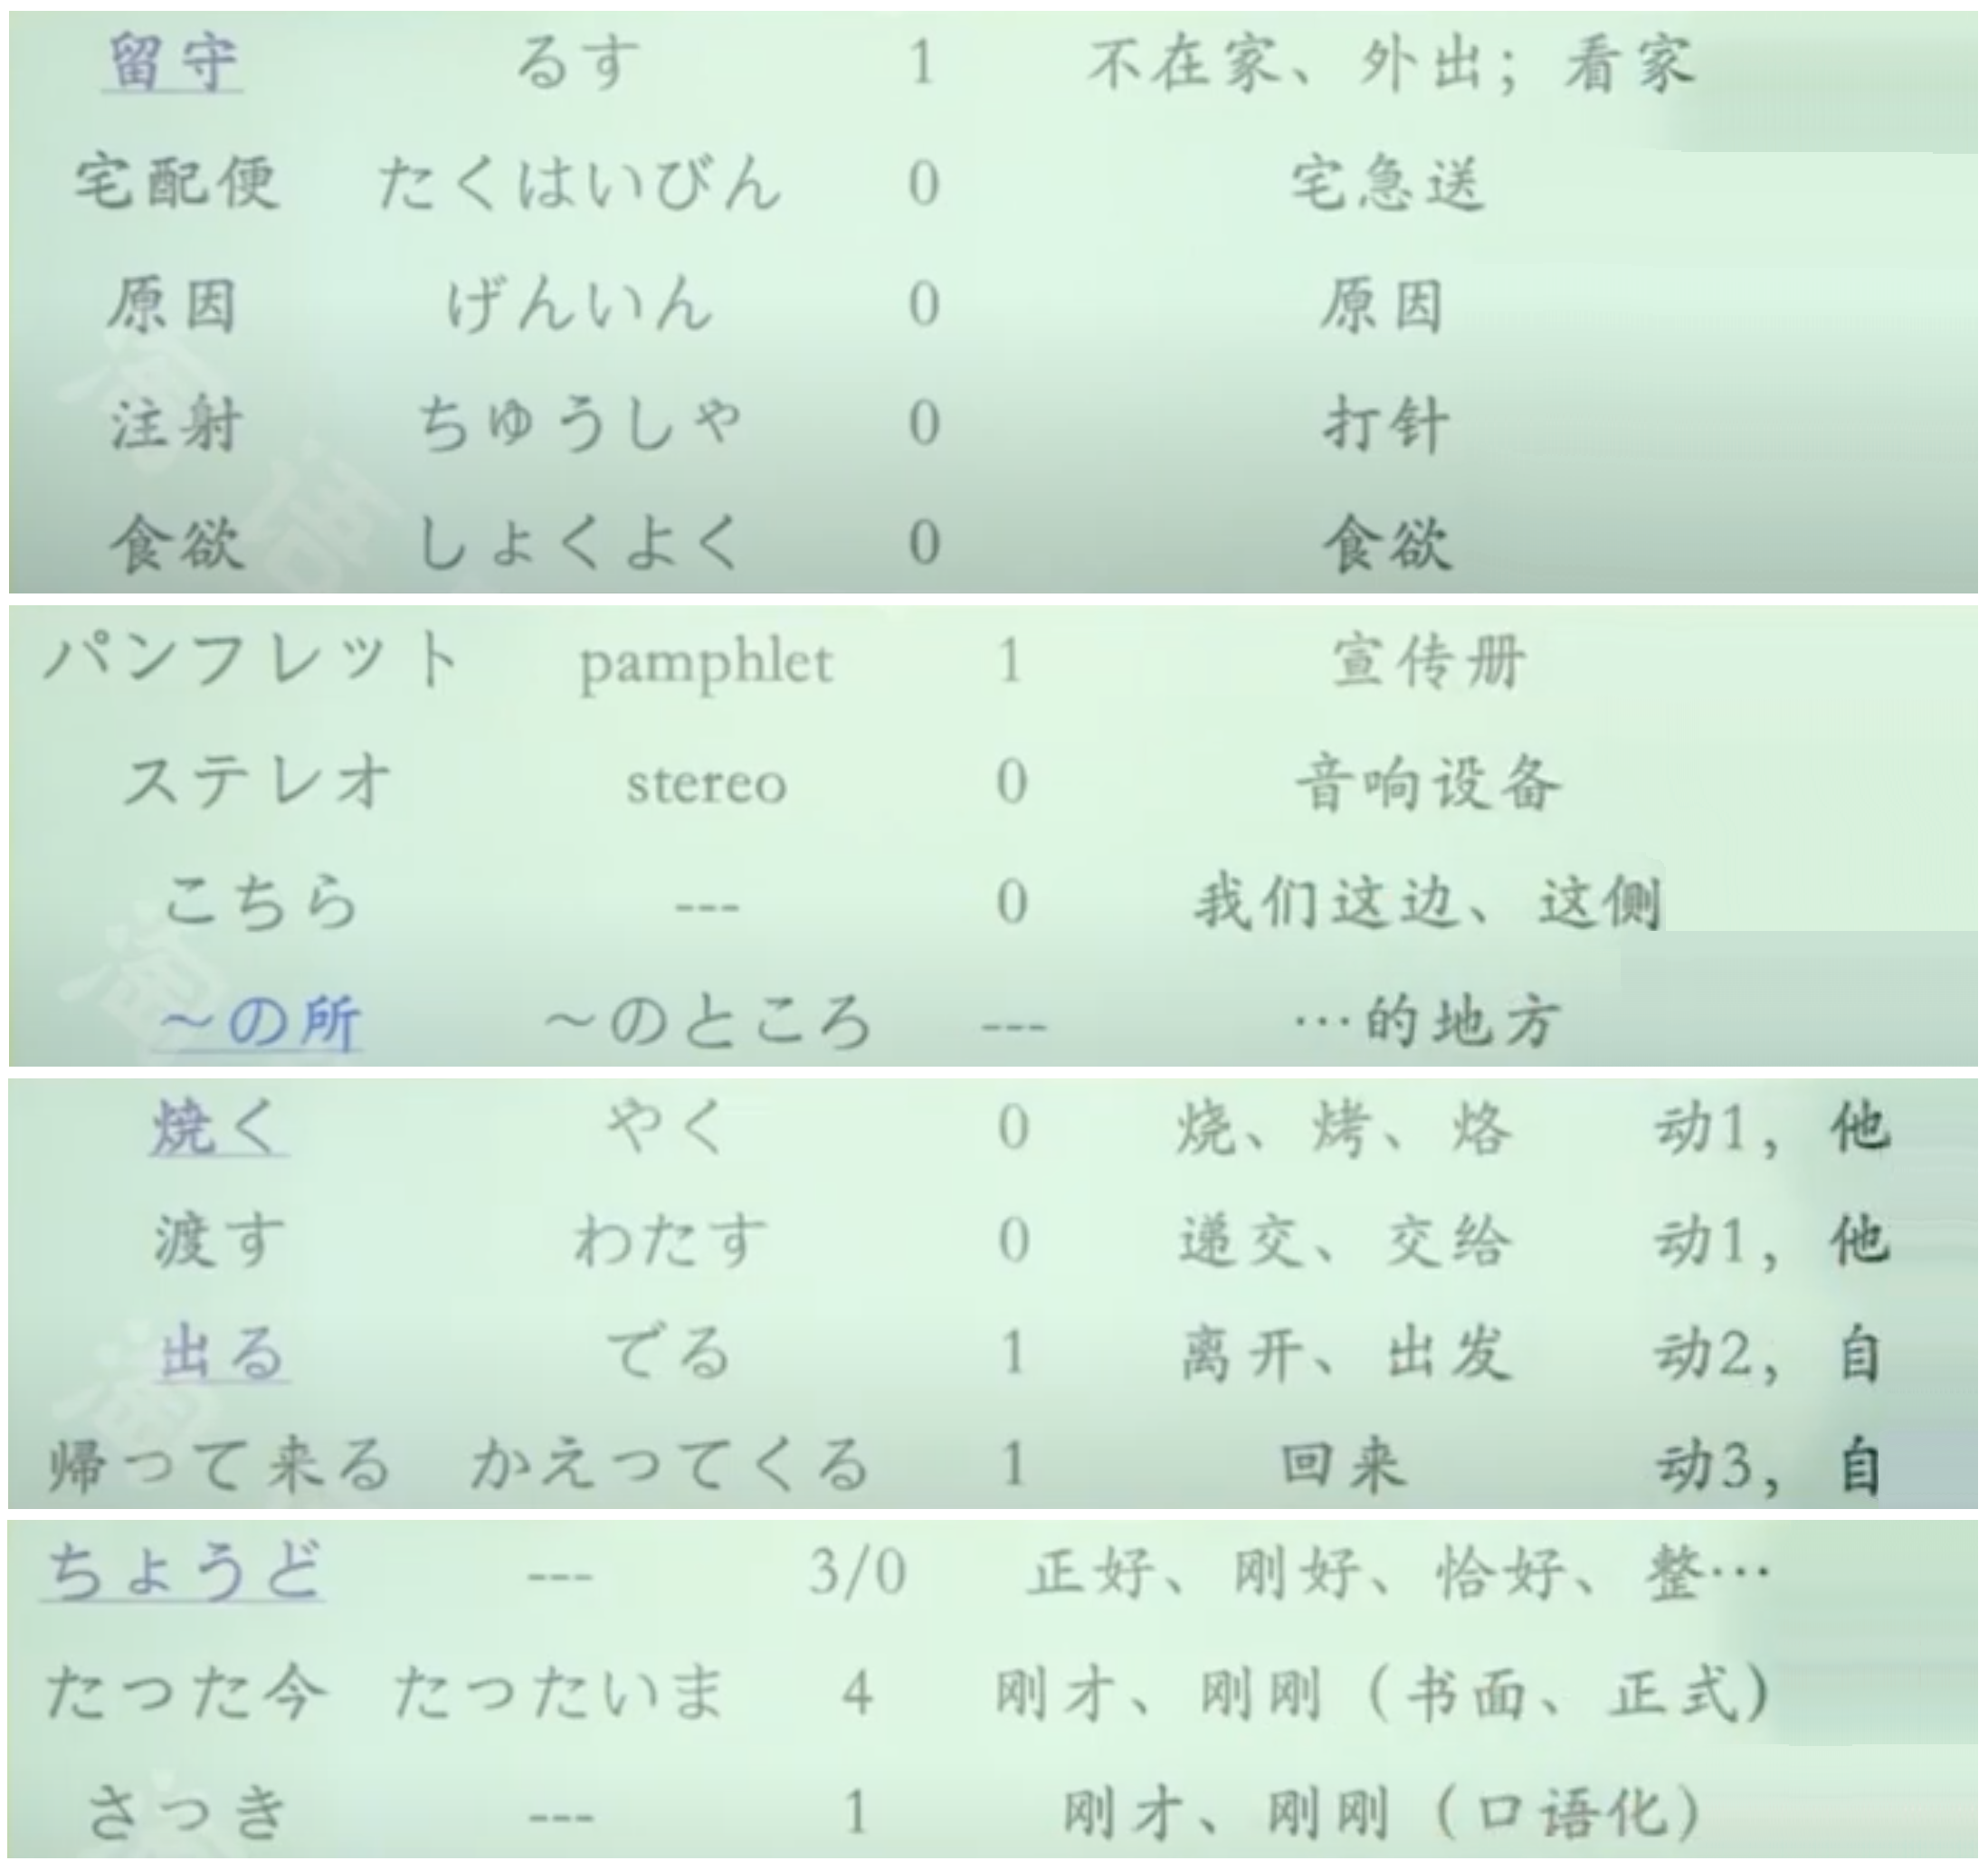 留守 るす 1 不在家、外出；看家
宅配便 たくはいびん 0 宅急送
原因 げんいん 0 原因
注射 ちゆうしゃ 0 打针
食欲 しょくよく 0 食欲
パンフレット pamphlet 1 宣传册
ステレオ stereo 0 音响设备
こちら --- 0 我们这边、这侧
～の所 ～のところ --- …的地方
焼く やく 0 烧、烤、烙 动1，他
渡す わたす 0 递交、交给 动1，他
出る でる 1 离开、出发 动2，自
帰って来る かえってくる 1 回来 动3，自
ちょうど --- 3/0 正好、刚好、恰好、整…
たった今 たったいま 4 刚才、刚刚（书面、正式）
さっき --- 1 刚才、刚刚（口语化）